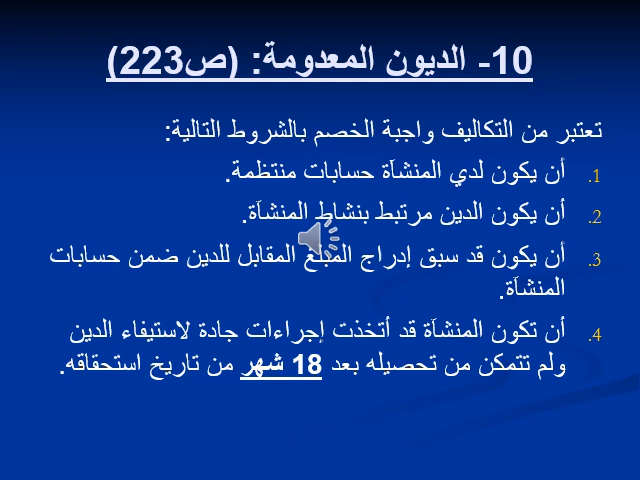 10- الديون المعدومة: (ص223)
تعتبر من التكاليف واجبة الخصم بالشروط التالية:
1. أن يكون لدي المنشآة حسابات منتظمة.
2. أن يكون الدين مرتبط بنشاط المنشآة.
3. أن يكون قد سبق إدراج المبلغ المقابل للدين ضمن حسابات
المنشآة.
4. أن تكون المنشآة قد أتخذت إجراءات جادة لاستيفاء الدين
ولم تتمكن من تحصيله بعد 18 شهر من تاريخ استحقاقه.